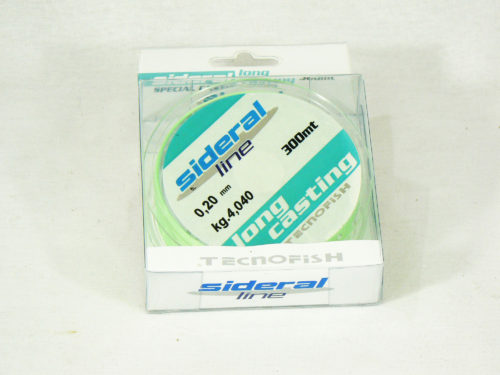 sideral long
SPECIAL
sideral
line
300mt
0,20 mm
kg.4,040
long
casting
TECNOFISH
TECNOFISH
sideral
line